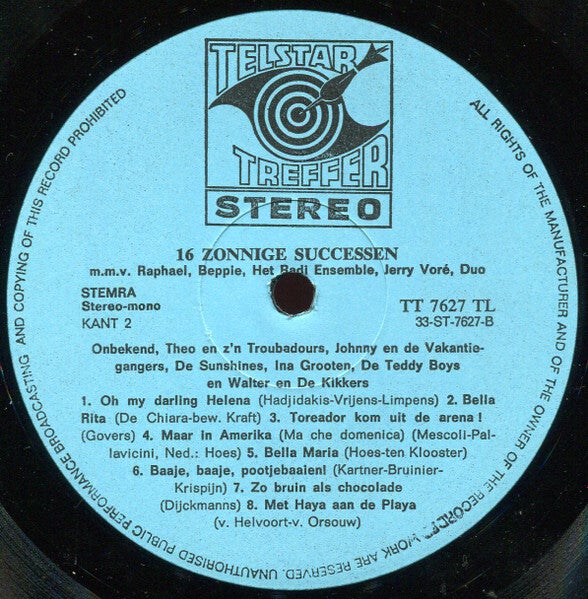 TELSTAR
TREFFER
STEREO
16 ZONNIGE SUCCESSEN
m.m.v. Raphael, Beppie, Het Badi Ensemble, Jerry Voré, Duo
STEMRA
Stereo-mono
KANT 2
TT 7627 TL
33-ST-7627-B
Onbekend, Theo en z'n Troubadours, Johnny en de Vakantie-
gangers, De Sunshines, Ina Grooten, De Teddy Boys
en Walter en De Kikkers
1. Oh my darling Helena (Hadjidakis-Vrijens-Limpens) 2. Bella
Rita (De Chiara-bew. Kraft) 3. Toreador kom uit de arena!
(Govers) 4. Maar In Amerika (Ma che domenica) (Mescoli-Pal-
lavicini, Ned.: Hoes) 5. Bella Maria (Hoes-ten Klooster)
6. Baaje, baaje, pootjebaaien! (Kartner-Bruinier-
Krispijn) 7. Zo bruin als chocolade
(Dijckmanns) 8. Met Haya aan de Playa
(v. Helvoort-v. Orsouw)
ALL RIGHTS OF THE MANUFACTURER AND OF THE OWNER OF THE RECORDED WORK ARE RESERVED. UNAUTHORISED PUBLIC PERFORMANCE BROADCASTING AND COPYING OF THIS RECORD PROHIBITED